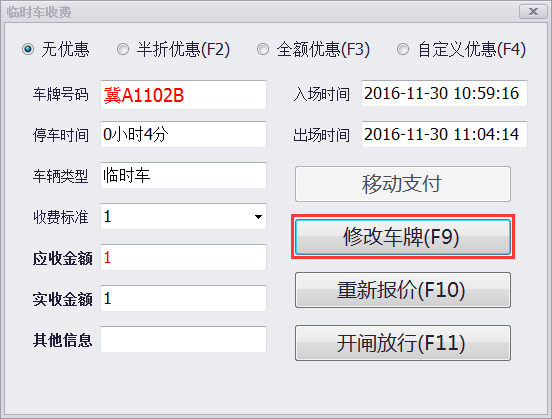 临时车收费
无优惠 半折优惠(F2) 全额优惠(F3) 自定义优惠(F4)
车牌号码 冀A1102B 入场时间 2016-11-30 10:59:16
停车时间 0小时4分 出场时间 2016-11-30 11:04:14
车辆类型 临时车 移动支付
收费标准 1 修改车牌(F9)
应收金额 1
实收金额 1 重新报价(F10)
其他信息 开闸放行(F11)